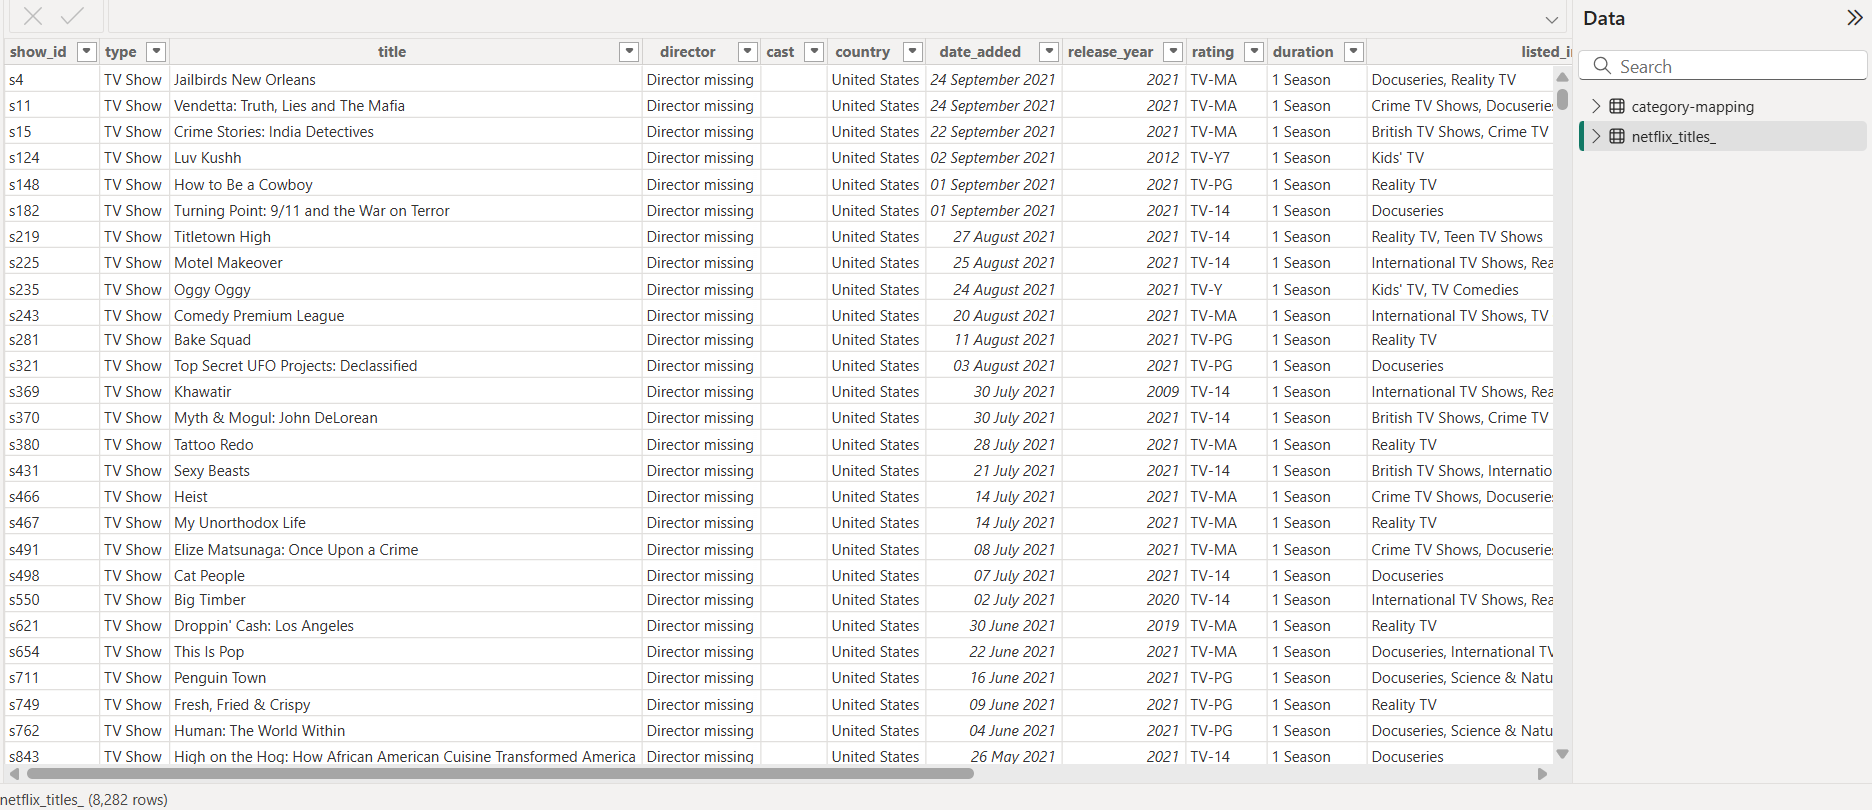 show_id type title director cast country date_added release_year rating duration listed_i
s4 TV Show Jailbirds New Orleans Director missing United States 24 September 2021 2021 TV-MA 1 Season Docuseries, Reality TV
s11 TV Show Vendetta: Truth, Lies and The Mafia Director missing United States 24 September 2021 2021 TV-MA 1 Season Crime TV Shows, Docuserie
s15 TV Show Crime Stories: India Detectives Director missing United States 22 September 2021 2021 TV-MA 1 Season British TV Shows, Crime TV
s124 TV Show Luv Kushh Director missing United States 02 September 2021 2012 TV-Y7 1 Season Kids' TV
s148 TV Show How to Be a Cowboy Director missing United States 01 September 2021 2021 TV-PG 1 Season Reality TV
s182 TV Show Turning Point: 9/11 and the War on Terror Director missing United States 01 September 2021 2021 TV-14 1 Season Docuseries
s219 TV Show Titletown High Director missing United States 27 August 2021 2021 TV-14 1 Season Reality TV, Teen TV Shows
s225 TV Show Motel Makeover Director missing United States 25 August 2021 2021 TV-14 1 Season International TV Shows, Rea
s235 TV Show Oggy Oggy Director missing United States 24 August 2021 2021 TV-Y 1 Season Kids' TV, TV Comedies
s243 TV Show Comedy Premium League Director missing United States 20 August 2021 2021 TV-MA 1 Season International TV Shows, TV
s281 TV Show Bake Squad Director missing United States 11 August 2021 2021 TV-PG 1 Season Reality TV
s321 TV Show Top Secret UFO Projects: Declassified Director missing United States 03 August 2021 2021 TV-PG 1 Season Docuseries
s369 TV Show Khawatir Director missing United States 30 July 2021 2009 TV-14 1 Season International TV Shows, Rea
s370 TV Show Myth & Mogul: John DeLorean Director missing United States 30 July 2021 2021 TV-14 1 Season British TV Shows, Crime TV
s380 TV Show Tattoo Redo Director missing United States 28 July 2021 2021 TV-MA 1 Season Reality TV
s431 TV Show Sexy Beasts Director missing United States 21 July 2021 2021 TV-14 1 Season British TV Shows, Internatio
s466 TV Show Heist Director missing United States 14 July 2021 2021 TV-MA 1 Season Crime TV Shows, Docuserie
s467 TV Show My Unorthodox Life Director missing United States 14 July 2021 2021 TV-MA 1 Season Reality TV
s491 TV Show Elize Matsunaga: Once Upon a Crime Director missing United States 08 July 2021 2021 TV-MA 1 Season Crime TV Shows, Docuserie
s498 TV Show Cat People Director missing United States 07 July 2021 2021 TV-14 1 Season Docuseries
s550 TV Show Big Timber Director missing United States 02 July 2021 2020 TV-14 1 Season International TV Shows, Rea
s621 TV Show Droppin' Cash: Los Angeles Director missing United States 30 June 2021 2019 TV-MA 1 Season Reality TV
s654 TV Show This Is Pop Director missing United States 22 June 2021 2021 TV-MA 1 Season Docuseries, International TV
s711 TV Show Penguin Town Director missing United States 16 June 2021 2021 TV-PG 1 Season Docuseries, Science & Natu
s749 TV Show Fresh, Fried & Crispy Director missing United States 09 June 2021 2021 TV-PG 1 Season Reality TV
s762 TV Show Human: The World Within Director missing United States 04 June 2021 2021 TV-PG 1 Season Docuseries, Science & Natu
s843 TV Show High on the Hog: How African American Cuisine Transformed America Director missing United States 26 May 2021 2021 TV-14 1 Season Docuseries
netflix_titles_ (8,282 rows)
Data
Search
category-mapping
netflix_titles_